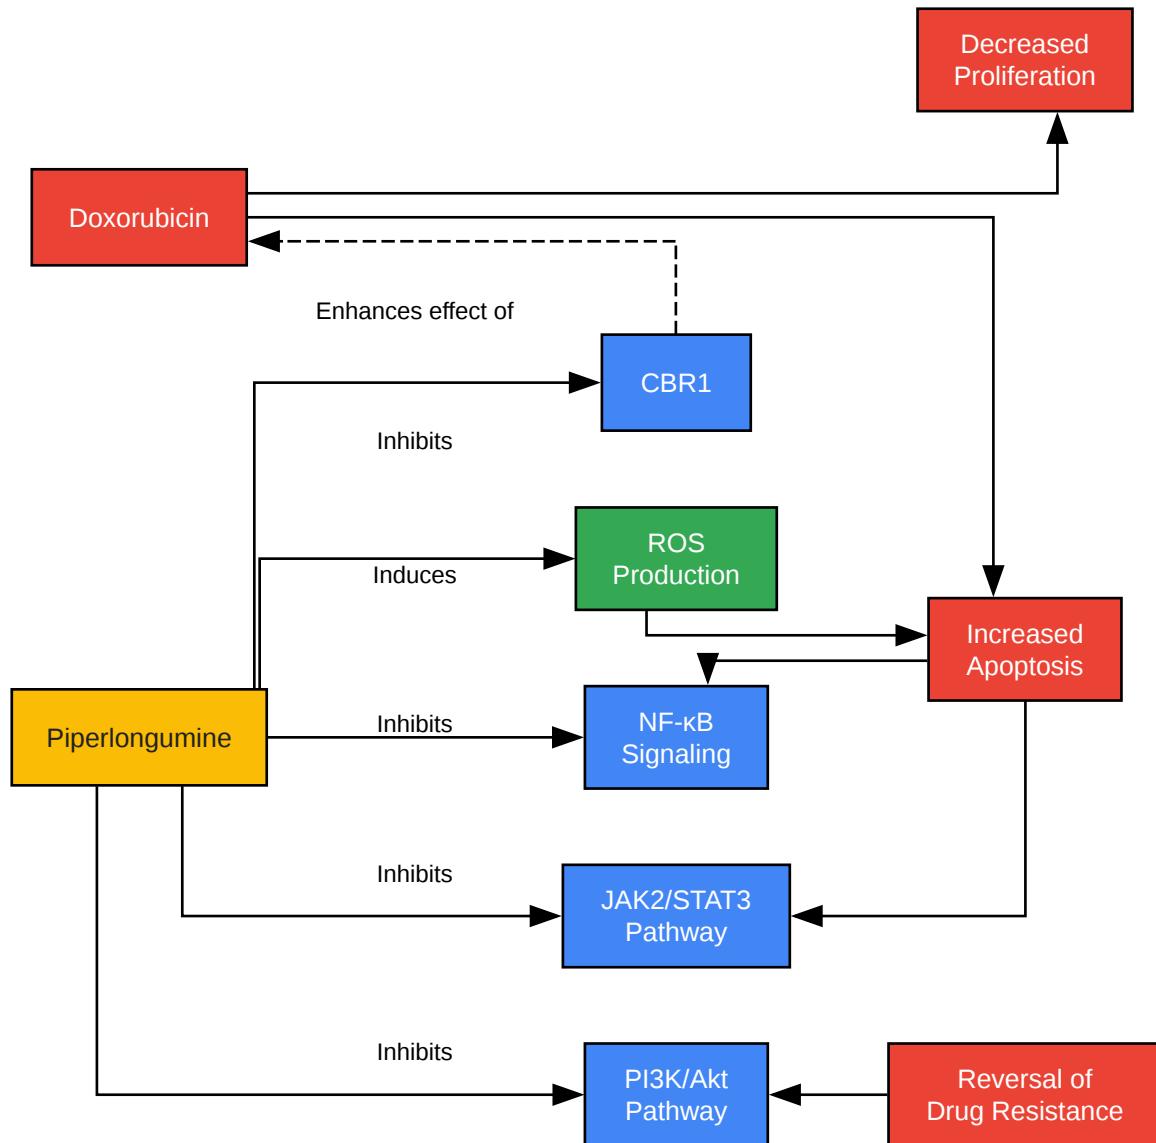 Decreased
Proliferation
Doxorubicin
Enhances effect of
CBR1
Inhibits
ROS
Production
Induces
Increased
Apoptosis
Piperlongumine
Inhibits
NF-κB
Signaling
Inhibits
JAK2/STAT3
Pathway
Inhibits
PI3K/Akt
Pathway
Reversal of
Drug Resistance